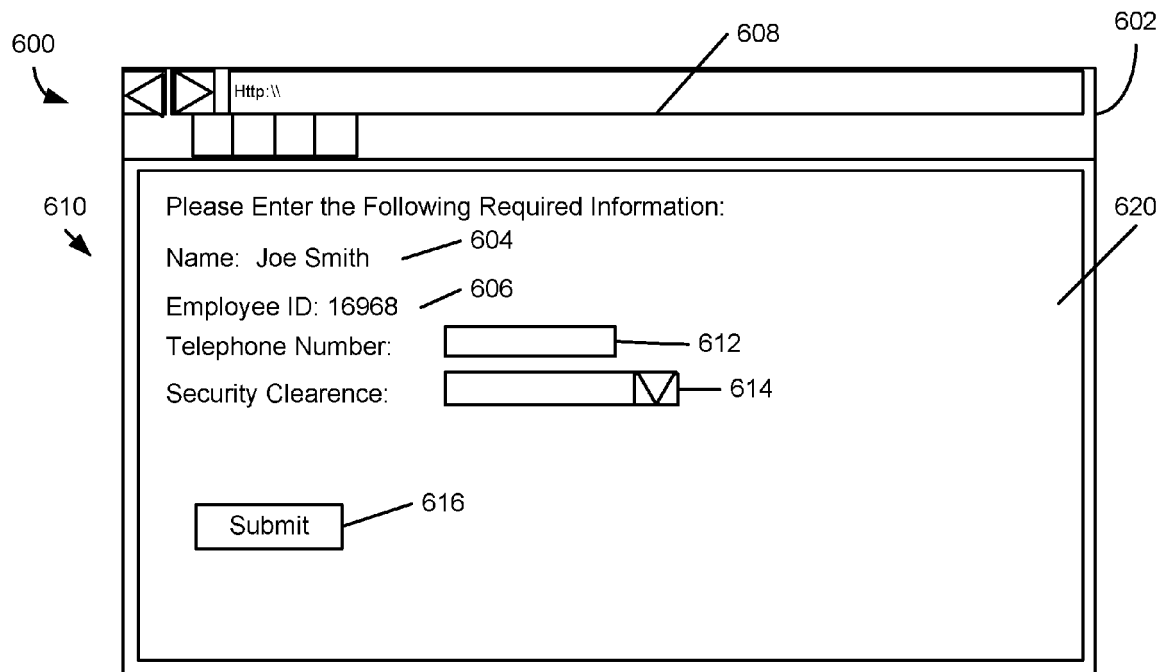 600
608
602
Http:\\
610
Please Enter the Following Required Information:
620
Name: Joe Smith
604
Employee ID: 16968
606
Telephone Number:
612
Security Clearence:
614
Submit
616